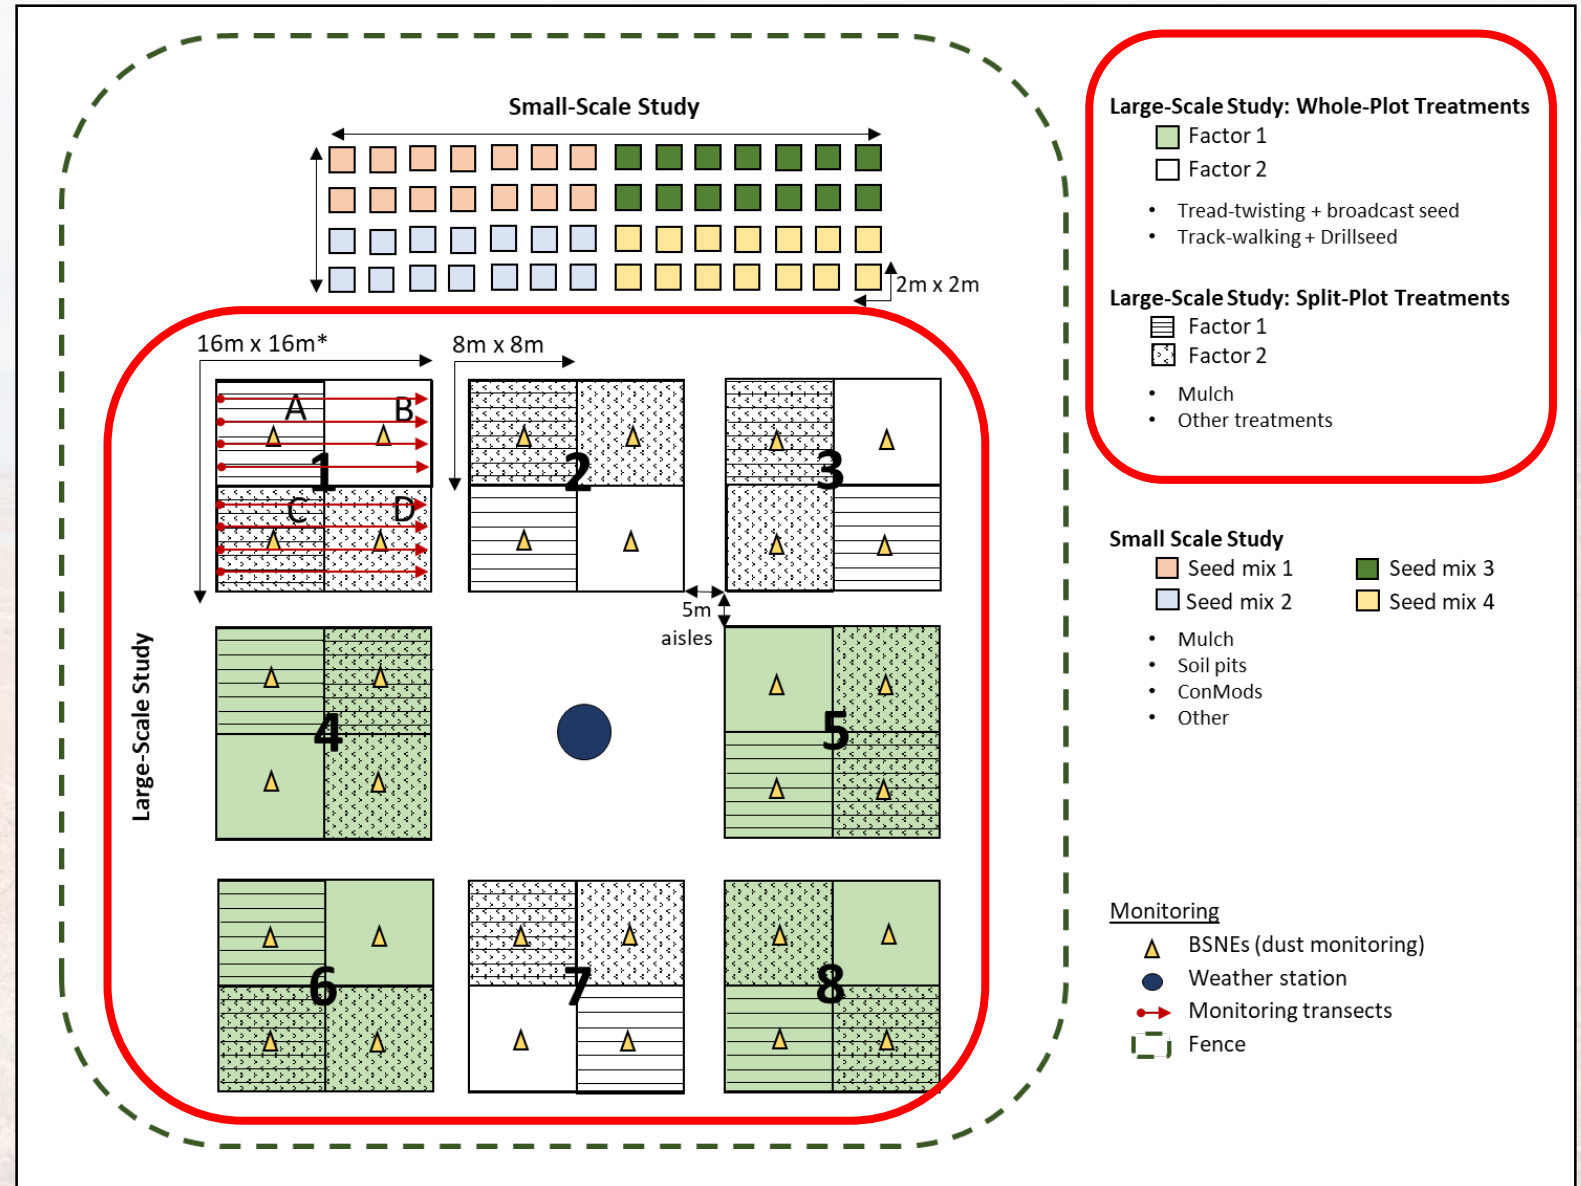 Small-Scale Study
2m x 2m
16m x 16m*
8m x 8m
A
B
1
C
D
2
3
5m
aisles
Large-Scale Study
4
5
6
7
8
Large-Scale Study: Whole-Plot Treatments
Factor 1
Factor 2
• Tread-twisting + broadcast seed
• Track-walking + Drillseed
Large-Scale Study: Split-Plot Treatments
Factor 1
Factor 2
• Mulch
• Other treatments
Small Scale Study
Seed mix 1
Seed mix 3
Seed mix 2
Seed mix 4
• Mulch
• Soil pits
• ConMods
• Other
Monitoring
BSNEs (dust monitoring)
Weather station
Monitoring transects
Fence